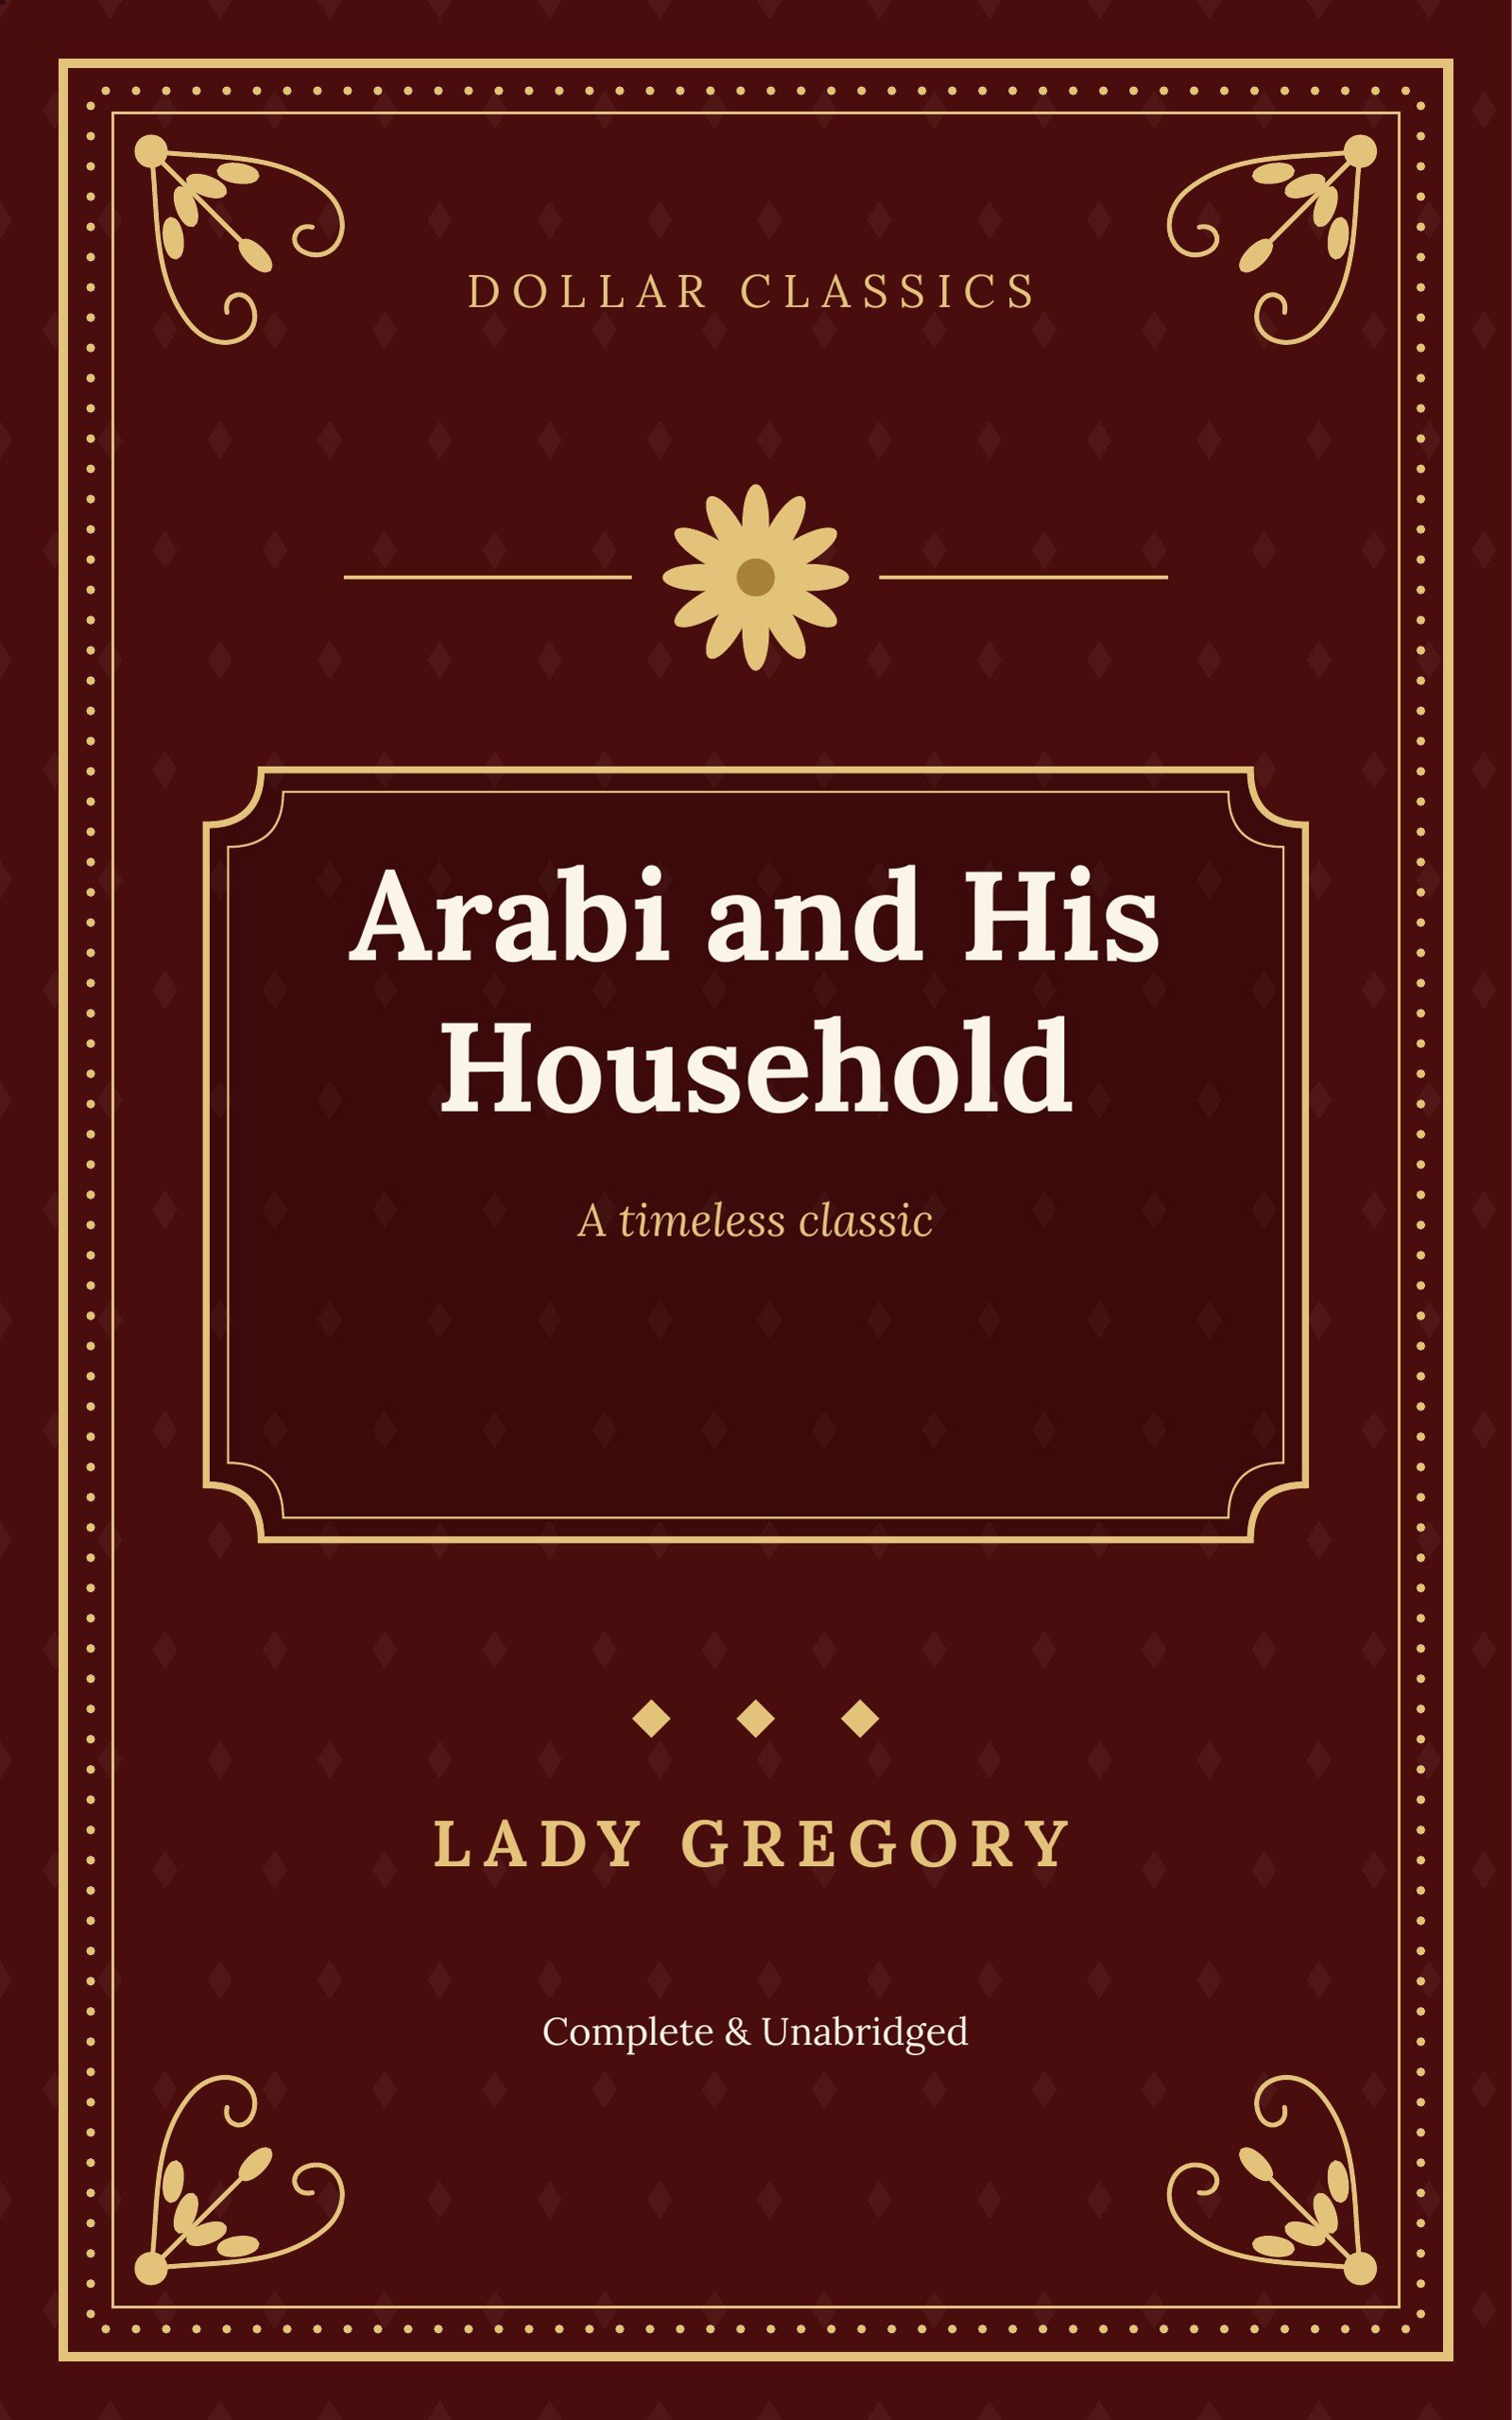 DOLLAR CLASSICS
Arabi and His
Household
A timeless classic
LADY GREGORY
Complete & Unabridged